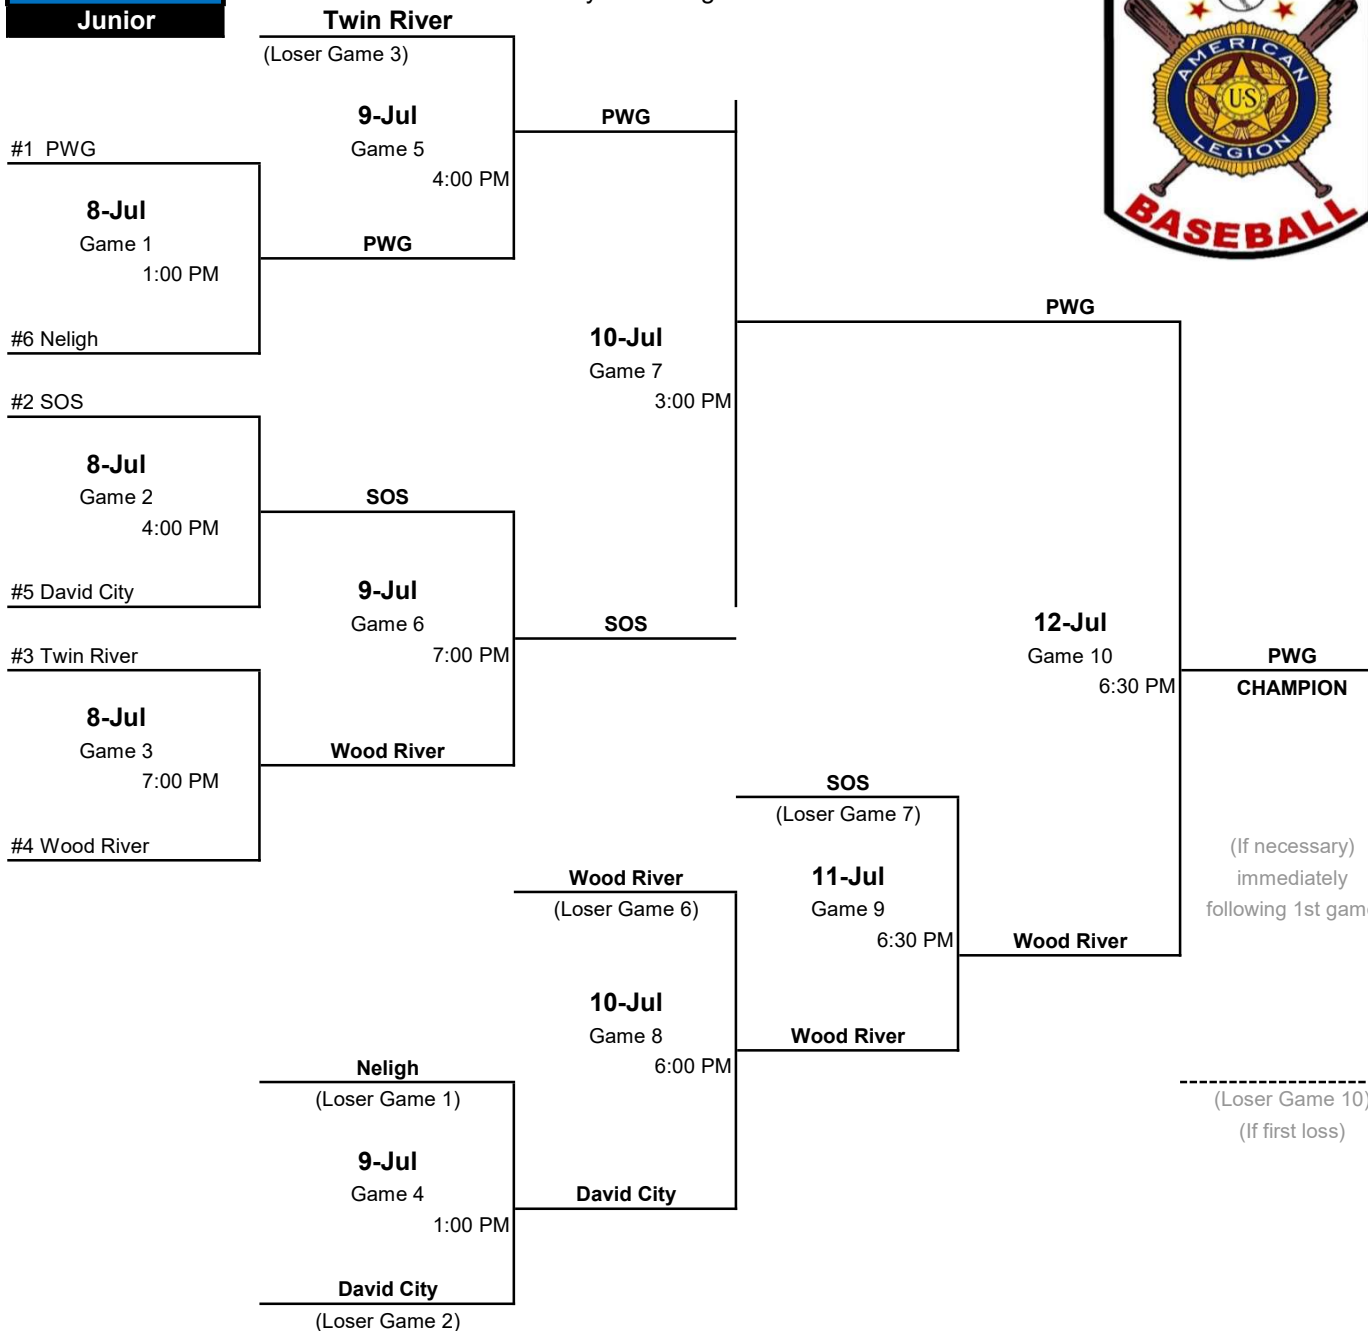 Junior
Twin River
(Loser Game 3)
9-Jul
Game 5
4:00 PM
PWG
#1 PWG
8-Jul
Game 1
1:00 PM
PWG
#6 Neligh
AMERICAN
U·S
LEGION
BASEBALL
PWG
10-Jul
Game 7
3:00 PM
#2 SOS
8-Jul
Game 2
4:00 PM
SOS
#5 David City
9-Jul
Game 6
7:00 PM
SOS
#3 Twin River
8-Jul
Game 3
7:00 PM
Wood River
#4 Wood River
12-Jul
Game 10
6:30 PM
PWG
CHAMPION
SOS
(Loser Game 7)
11-Jul
Game 9
6:30 PM
Wood River
(If necessary)
immediately
following 1st
Wood River
(Loser Game 6)
10-Jul
Game 8
6:00 PM
Wood River
Neligh
(Loser Game 1)
9-Jul
Game 4
1:00 PM
David City
David City
(Loser Game 2)
(Loser Game 10)
(If first loss)